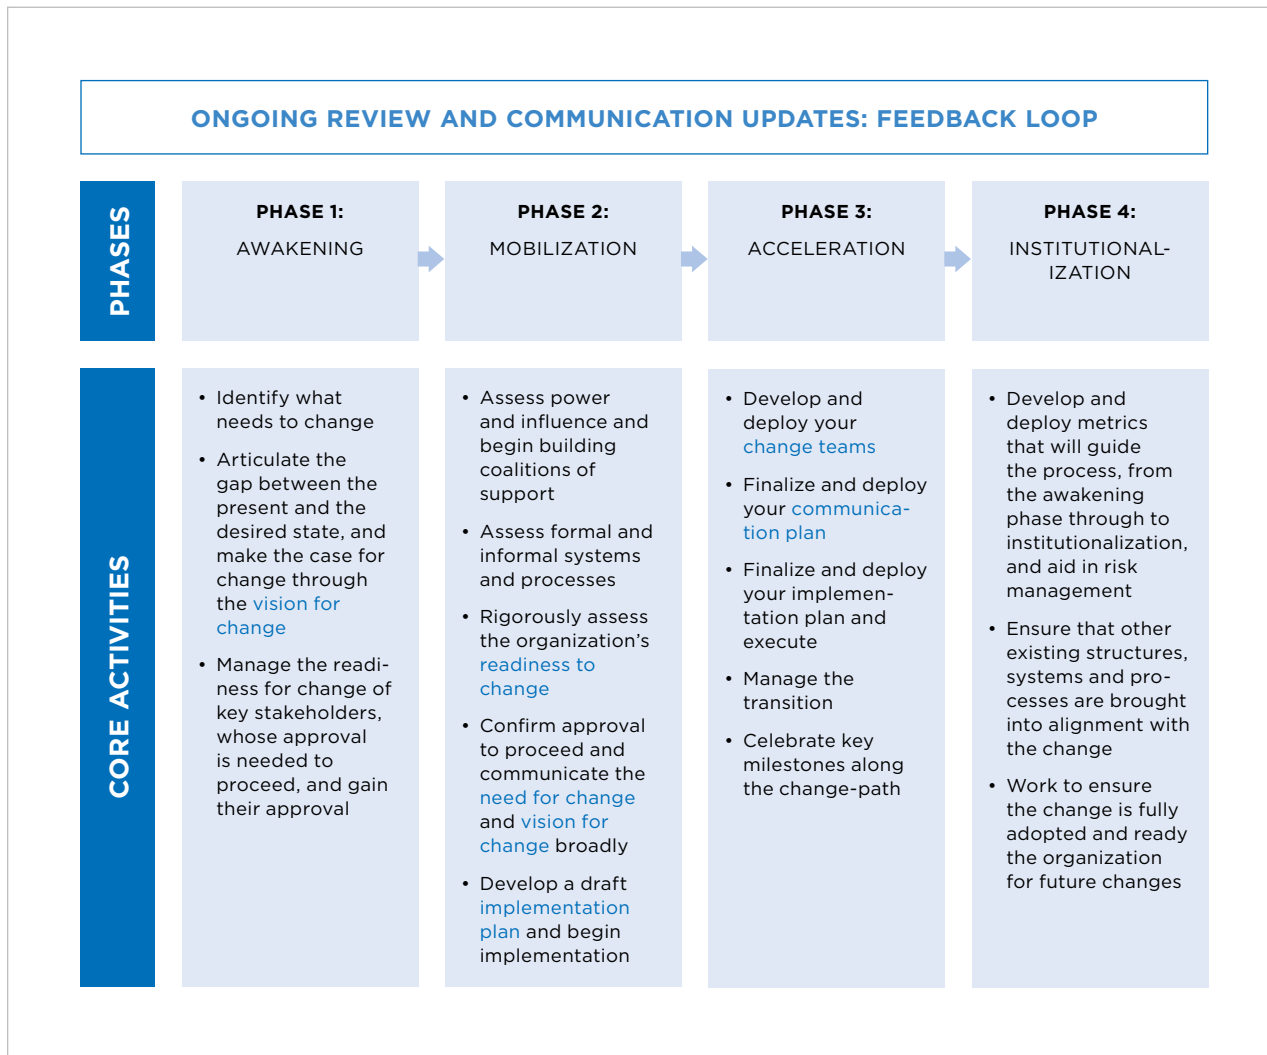 ONGOING REVIEW AND COMMUNICATION UPDATES: FEEDBACK LOOP
PHASES
PHASE 1:
AWAKENING
PHASE 2:
MOBILIZATION
PHASE 3:
ACCELERATION
PHASE 4:
INSTITUTIONAL-
IZATION
CORE ACTIVITIES
• Identify what
needs to change
• Articulate the
gap between the
present and the
desired state, and
make the case for
change through
the vision for
change
• Manage the readi-
ness for change of
key stakeholders,
whose approval
is needed to
proceed, and gain
their approval
• Assess power
and influence and
begin building
coalitions of
support
• Assess formal and
informal systems
and processes
• Rigorously assess
the organization’s
readiness to
change
• Confirm approval
to proceed and
communicate the
need for change
and vision for
change broadly
• Develop a draft
implementation
plan and begin
implementation
• Develop and
deploy your
change teams
• Finalize and deploy
your communica-
tion plan
• Finalize and deploy
your implemen-
tation plan and
execute
• Manage the
transition
• Celebrate key
milestones along
the change-path
• Develop and
deploy metrics
that will guide
the process, from
the awakening
phase through to
institutionalization,
and aid in risk
management
• Ensure that other
existing structures,
systems and pro-
cesses are brought
into alignment with
the change
• Work to ensure
the change is fully
adopted and ready
the organization
for future changes